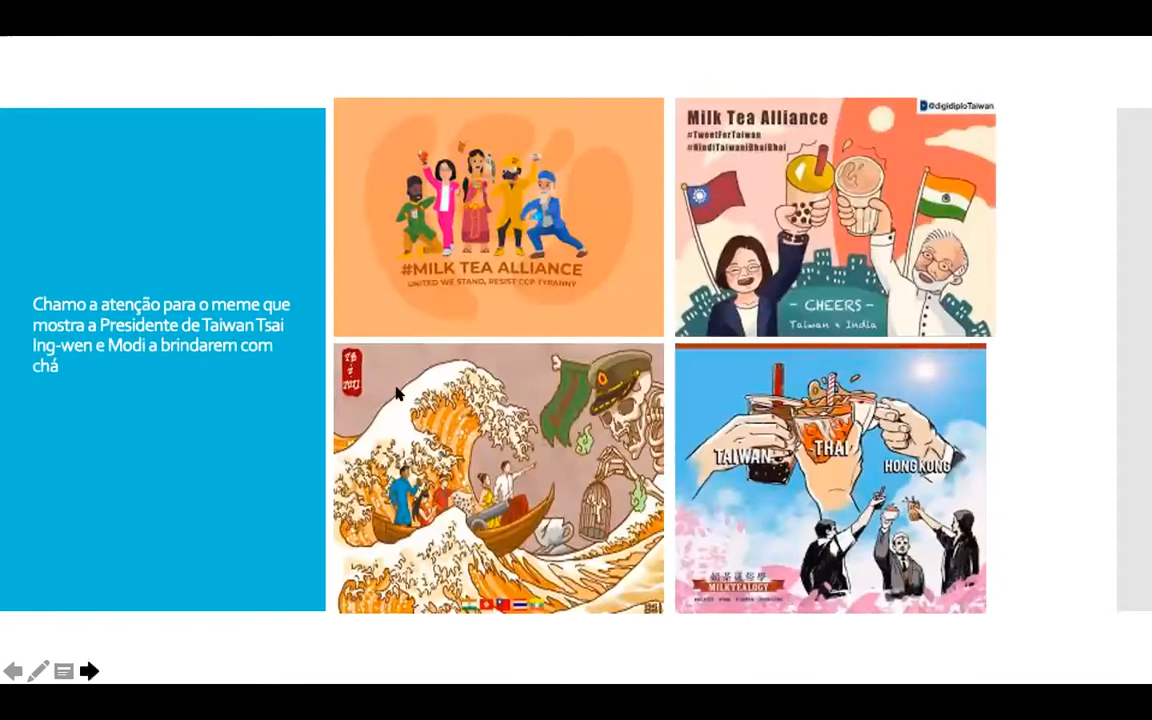 Chamo a atenção para o meme que
mostra a Presidente de Taiwan Tsai
Ing-wen e Modi a brindarem com
chá
#MILK TEA ALLIANCE
UNITED WE STAND, RESIST CCP TYRANNY
@digidiploTaiwan
Milk Tea Alliance
#TweetForTaiwan
#HindiTaiwaniBhaiBhai
- CHEERS -
Taiwan x India
TAIWAN
THAI
HONG KONG
MILKTEALOGY